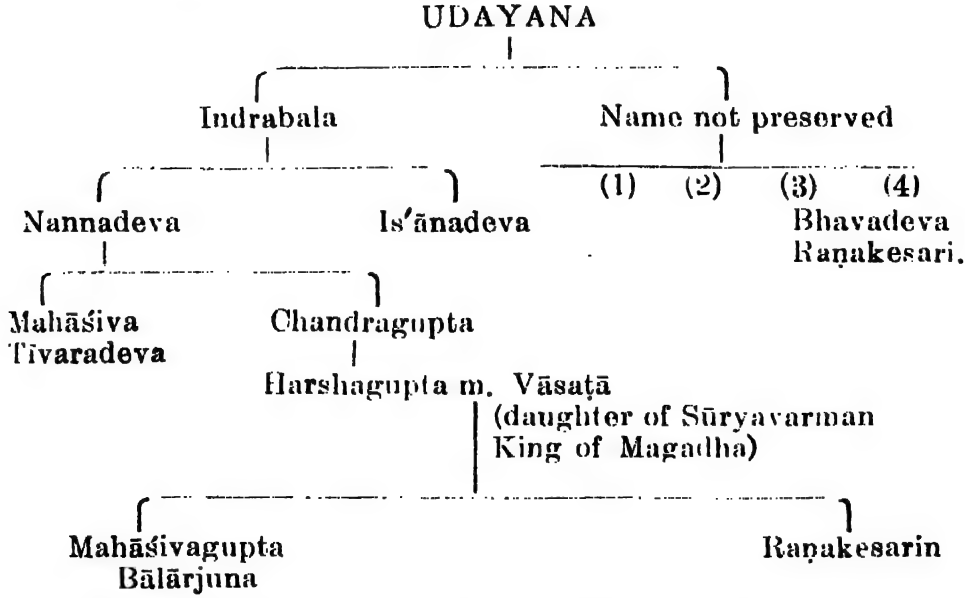 UDAYANA
Indrabala Name not preserved
(1) (2) (3) (4)
Nannadeva Is'ānadeva Bhavadeva
Raṇakesari.
Mahāśiva Chandragupta
Tīvaradeva
Harshagupta m. Vāsaṭā
(daughter of Sūryavarman
King of Magadha)
Mahāśivagupta Raṇakesarin
Bālārjuna